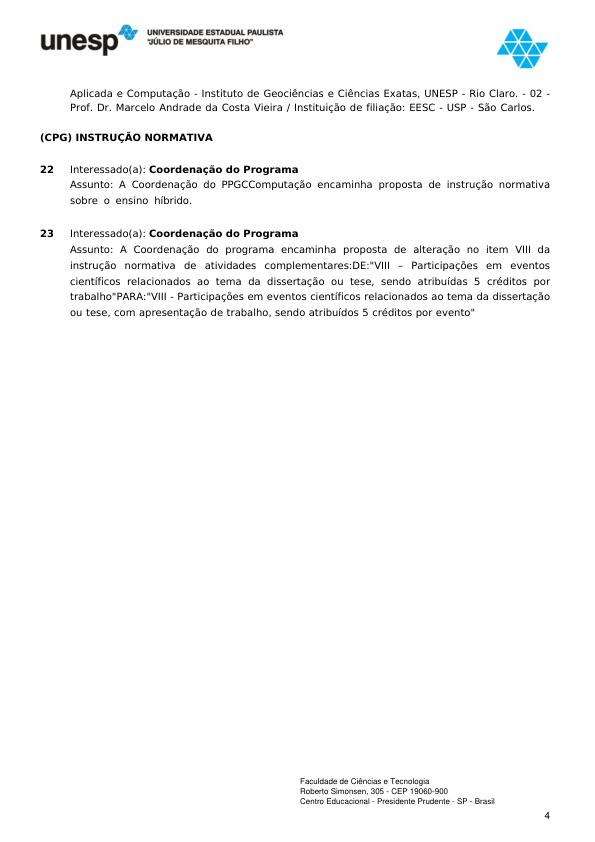 unesp
UNIVERSIDADE ESTADUAL PAULISTA
"JÚLIO DE MESQUITA FILHO"
Aplicada e Computação - Instituto de Geociências e Ciências Exatas, UNESP - Rio Claro. - 02 -
Prof. Dr. Marcelo Andrade da Costa Vieira / Instituição de filiação: EESC - USP - São Carlos.
(CPG) INSTRUÇÃO NORMATIVA
22 Interessado(a): Coordenação do Programa
Assunto: A Coordenação do PPGCComputação encaminha proposta de instrução normativa
sobre o ensino híbrido.
23 Interessado(a): Coordenação do Programa
Assunto: A Coordenação do programa encaminha proposta de alteração no item VIII da
instrução normativa de atividades complementares:DE:"VIII – Participações em eventos
científicos relacionados ao tema da dissertação ou tese, sendo atribuídas 5 créditos por
trabalho"PARA:"VIII - Participações em eventos científicos relacionados ao tema da dissertação
ou tese, com apresentação de trabalho, sendo atribuídos 5 créditos por evento"
Faculdade de Ciências e Tecnologia
Roberto Simonsen, 305 - CEP 19060-900
Centro Educacional - Presidente Prudente - SP - Brasil
4